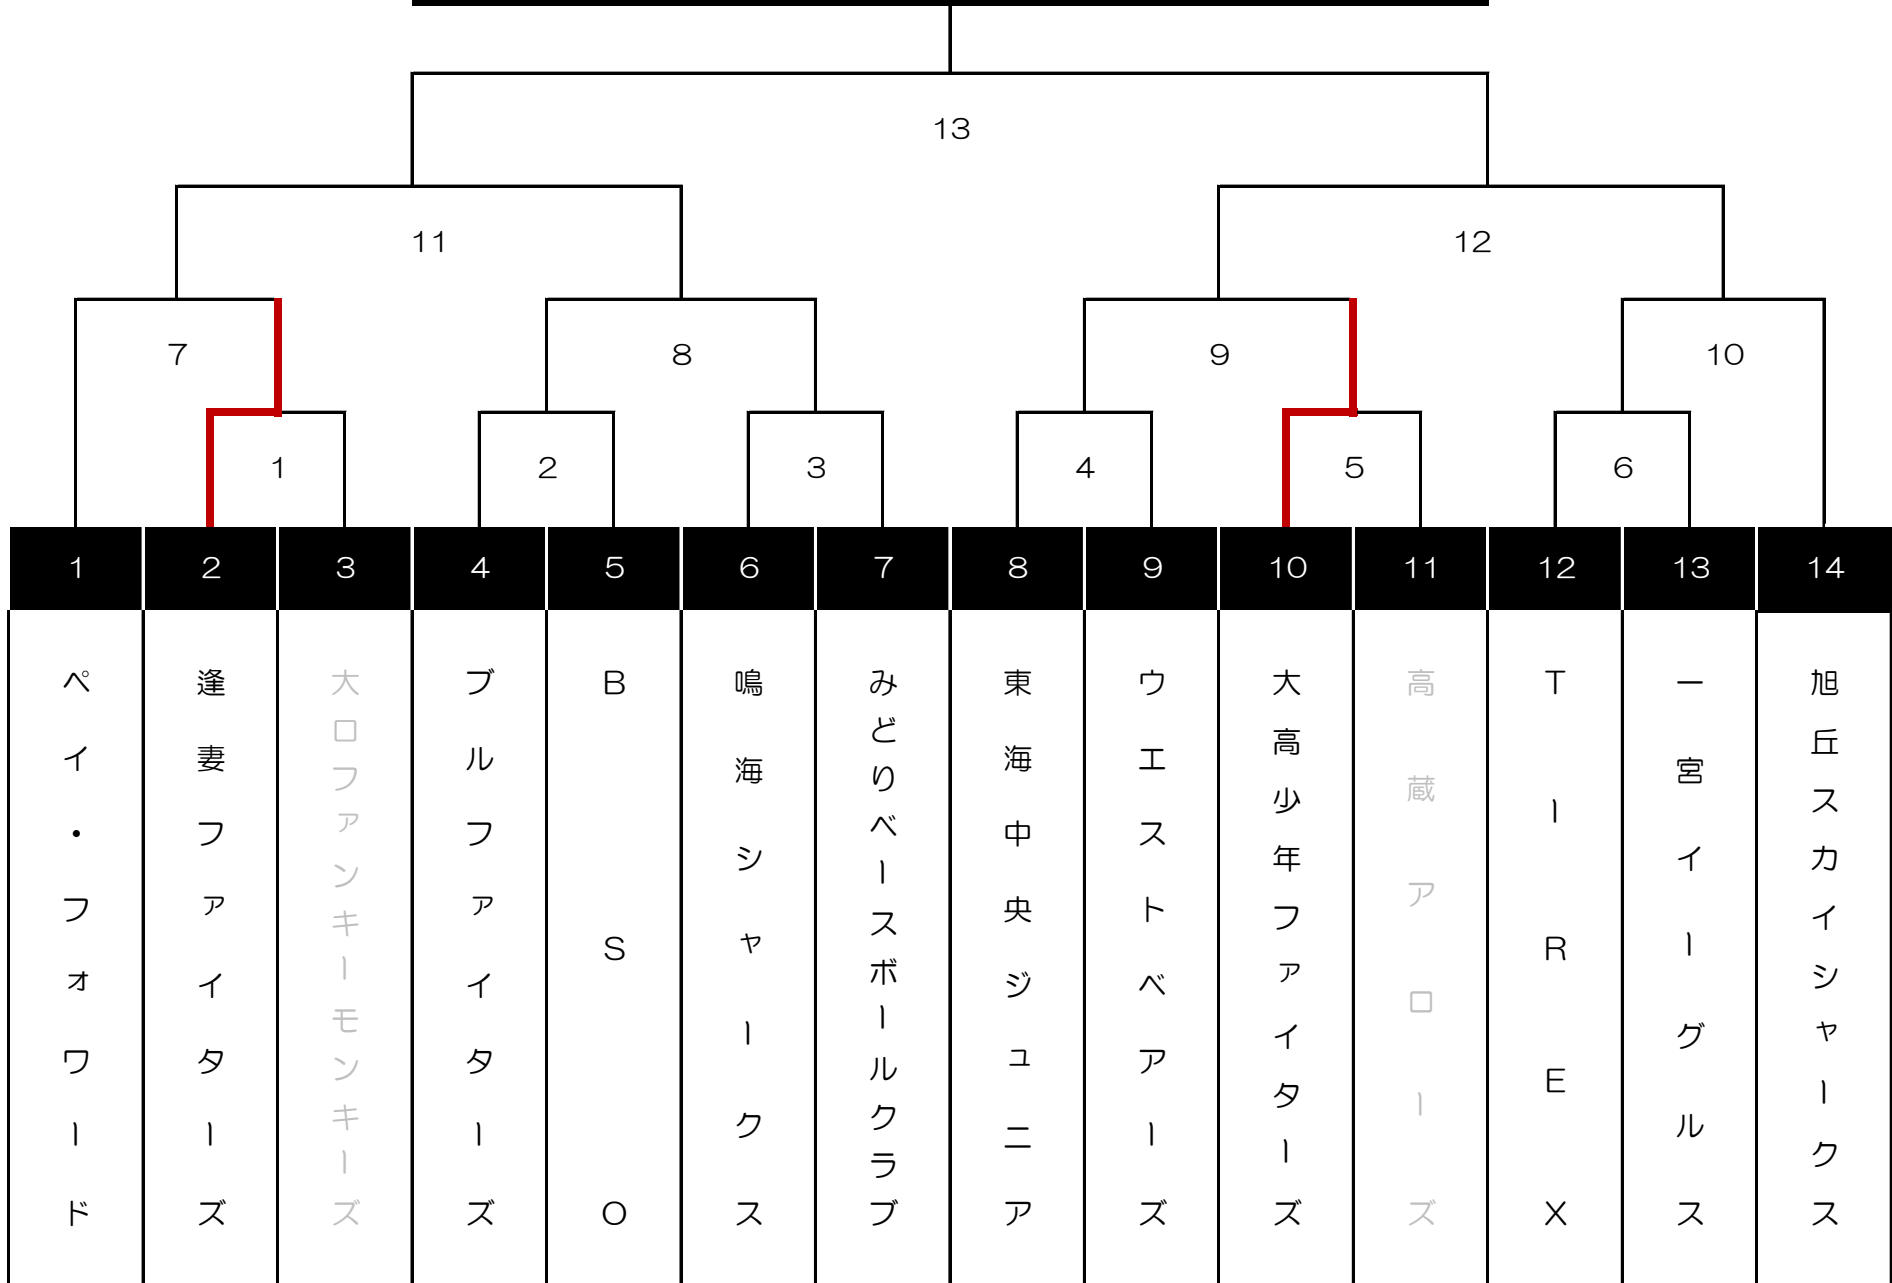 13
11
12
7
8
9
10
1
2
3
4
5
6
1
2
3
4
5
6
7
8
9
10
11
12
13
14
ペイ・フォワード
逢妻ファイターズ
大口ファンキーモンキーズ
ブルファイターズ
BSO
鳴海シャークス
みどりベースボールクラブ
東海中央ジュニア
ウエストベアーズ
大高少年ファイターズ
高蔵アローズ
TIREX
一宮イーグルス
旭丘スカイシャークス